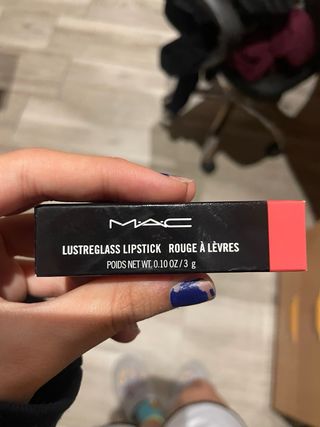 MAC
LUSTREGLASS LIPSTICK ROUGE À LÈVRES
POIDS NET WT. 0.10 OZ / 3 g